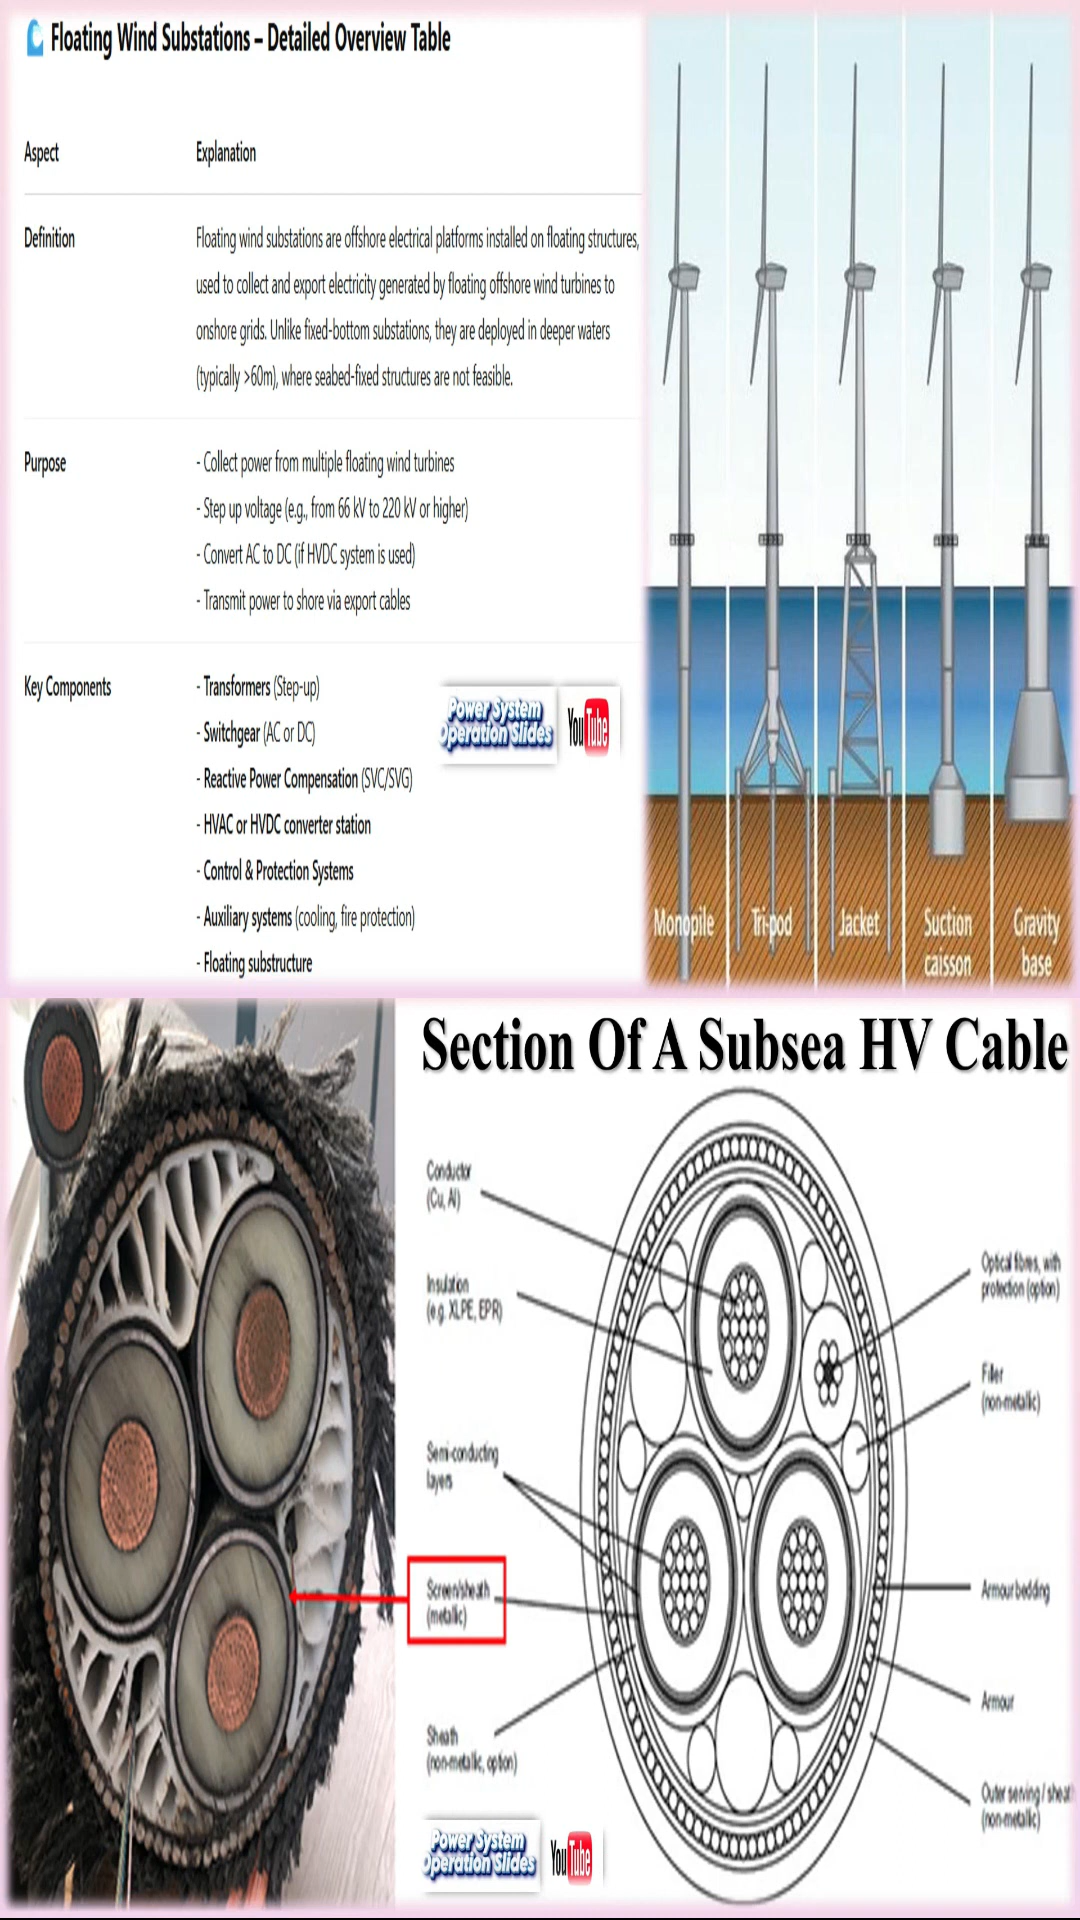 Floating Wind Substations – Detailed Overview Table
Aspect
Explanation
Definition
Floating wind substations are offshore electrical platforms installed on floating structures,
used to collect and export electricity generated by floating offshore wind turbines to
onshore grids. Unlike fixed-bottom substations, they are deployed in deeper waters
(typically >60m), where seabed-fixed structures are not feasible.
Purpose
- Collect power from multiple floating wind turbines
- Step up voltage (e.g., from 66 kV to 220 kV or higher)
- Convert AC to DC (if HVDC system is used)
- Transmit power to shore via export cables
Key Components
- Transformers (Step-up)
- Switchgear (AC or DC)
- Reactive Power Compensation (SVC/SVG)
- HVAC or HVDC converter station
- Control & Protection Systems
- Auxiliary systems (cooling, fire protection)
- Floating substructure
Power System
Operation Slides
YouTube
Monopile
Tri-pod
Jacket
Suction
caisson
Gravity
base
Section Of A Subsea HV Cable
Conductor
(Cu, Al)
Insulation
(e.g. XLPE, EPR)
Semi-conducting
layers
Screen/sheath
(metallic)
Sheath
(non-metallic, option)
Optical fibres, with
protection (option)
Filler
(non-metallic)
Armour bedding
Armour
Outer serving / sheath
(non-metallic)
Power System
Operation Slides
YouTube